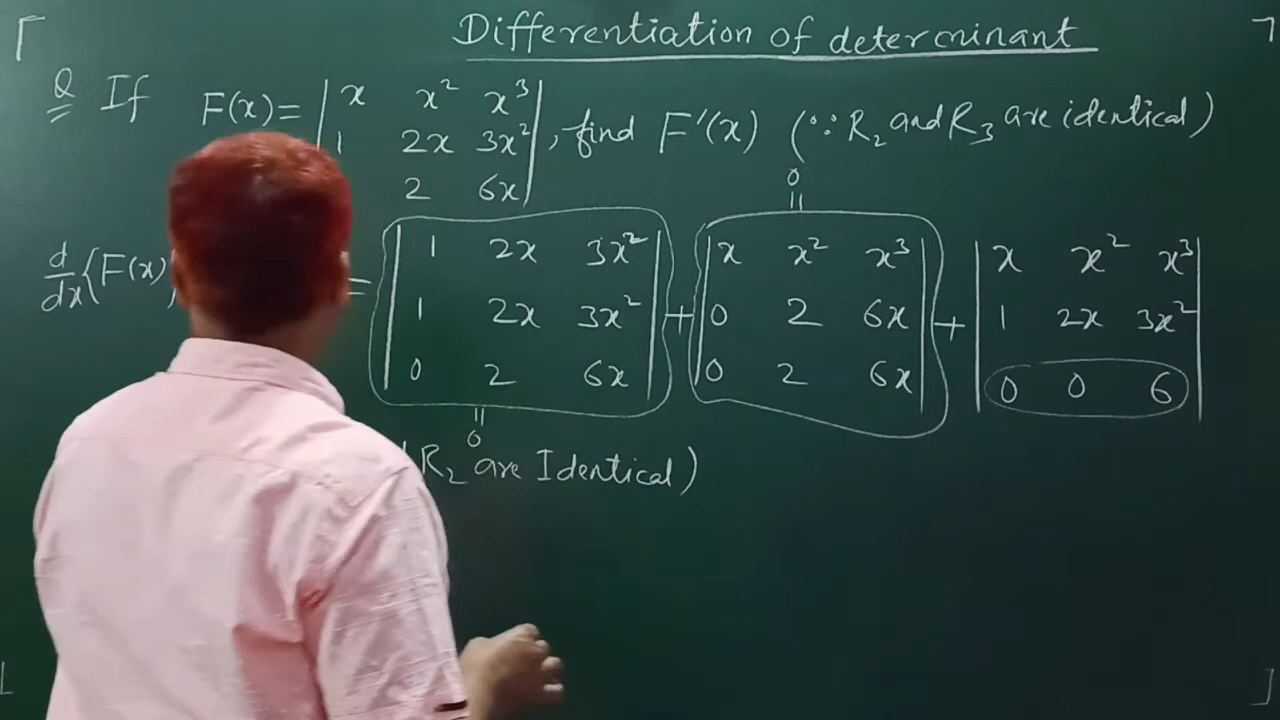 Differentiation of determinant
Q If F(x) = | x x² x³ |
| 1 2x 3x² | , find F'(x) (∵ R₂ and R₃ are identical)
2 6x |
0
||
d/dx {F(x) = | 1 2x 3x² | + | x x² x³ | + | x x² x³ |
| 1 2x 3x² | | 0 2 6x | | 1 2x 3x² |
| 0 2 6x | | 0 2 6x | | 0 0 6 |
||
0
R₂ are Identical)